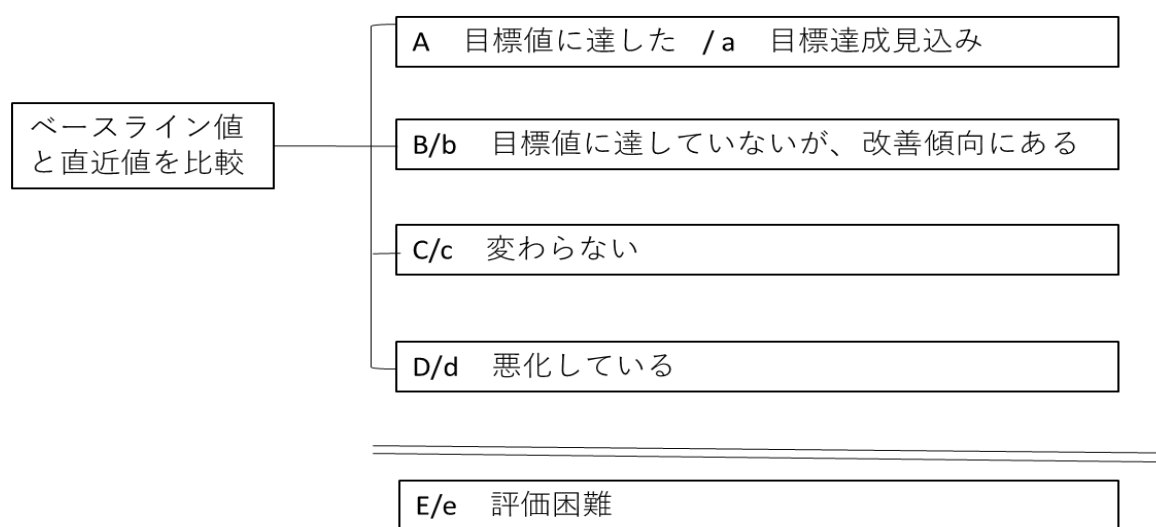 A 目標値に達した / a 目標達成見込み
ベースライン値
と直近値を比較
B/b 目標値に達していないが、改善傾向にある
C/c 変わらない
D/d 悪化している
E/e 評価困難